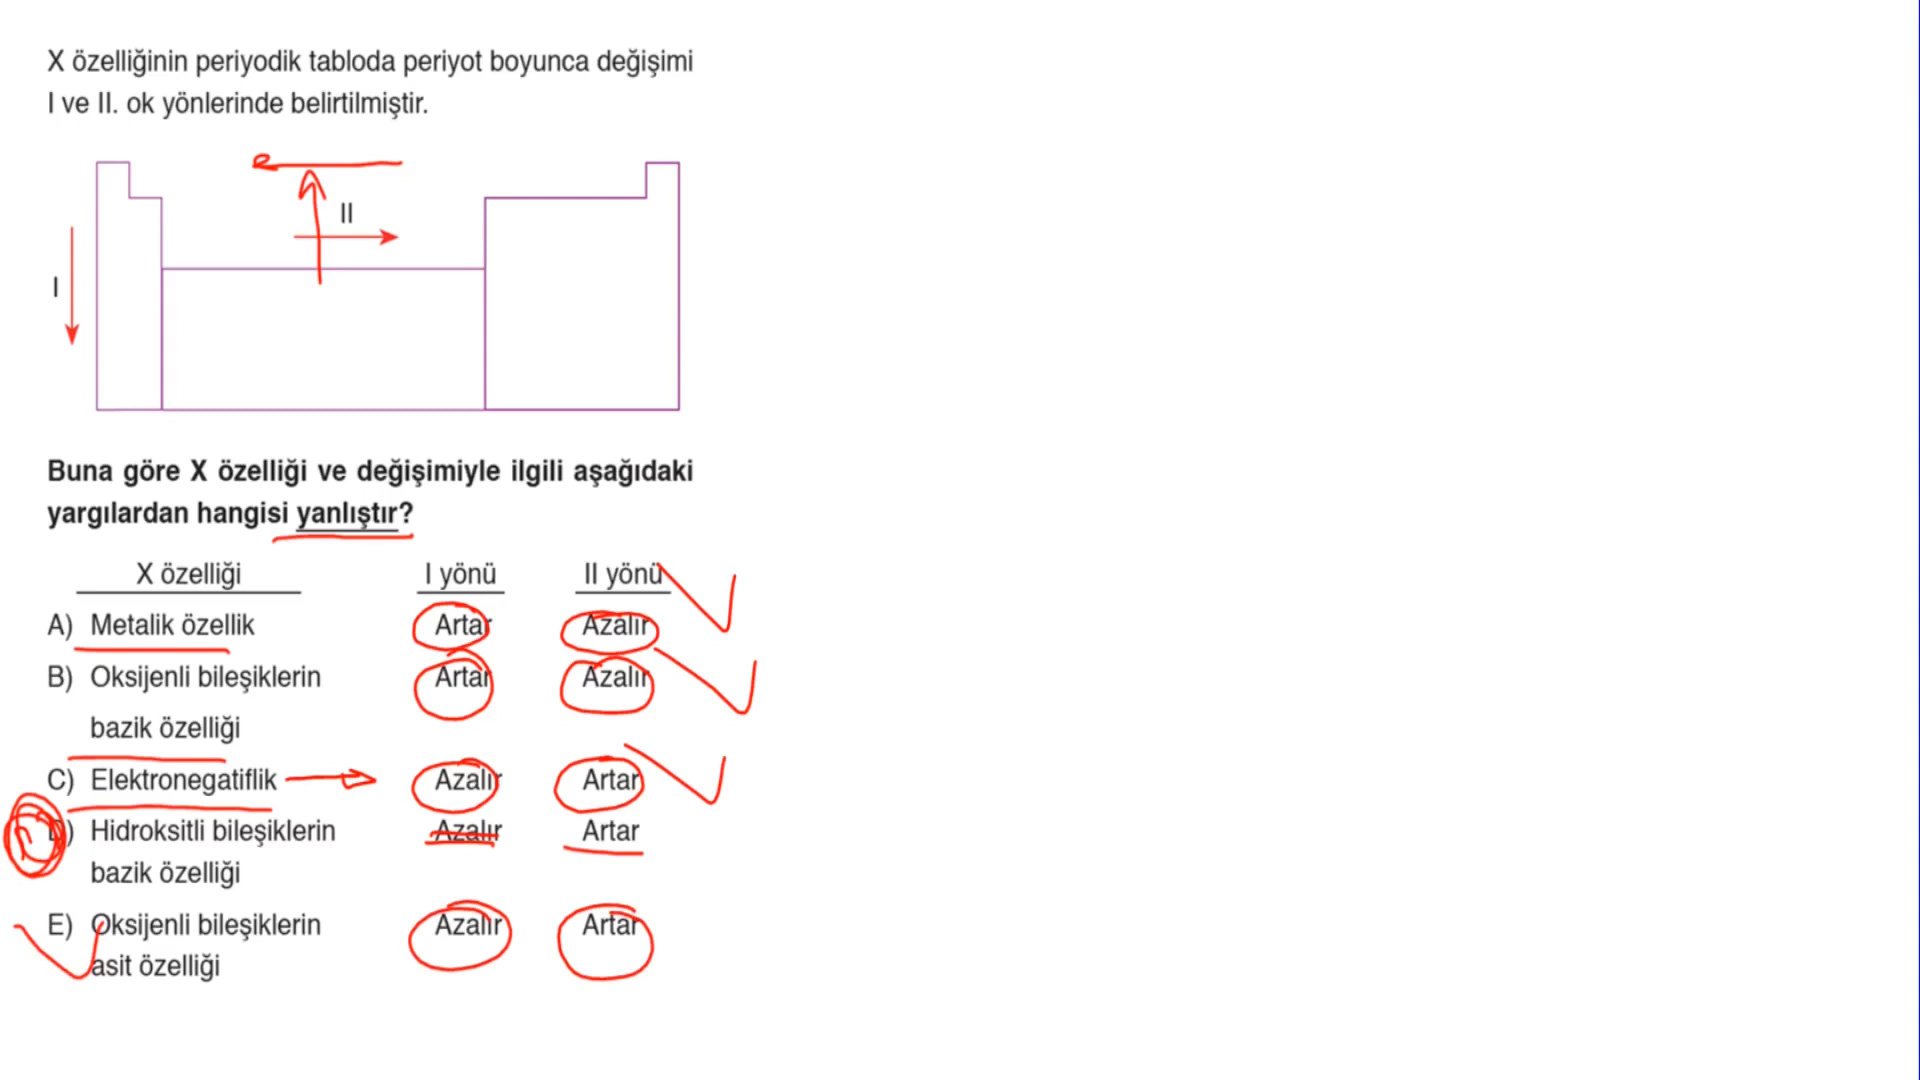 X özelliğinin periyodik tabloda periyot boyunca değişimi
I ve II. ok yönlerinde belirtilmiştir.
II
I
Buna göre X özelliği ve değişimiyle ilgili aşağıdaki
yargılardan hangisi yanlıştır?
X özelliği I yönü II yönü
A) Metalik özellik Artar Azalır
B) Oksijenli bileşiklerin Artar Azalır
bazik özelliği
C) Elektronegatiflik Azalır Artar
D) Hidroksitli bileşiklerin Azalır Artar
bazik özelliği
E) Oksijenli bileşiklerin Azalır Artar
asit özelliği